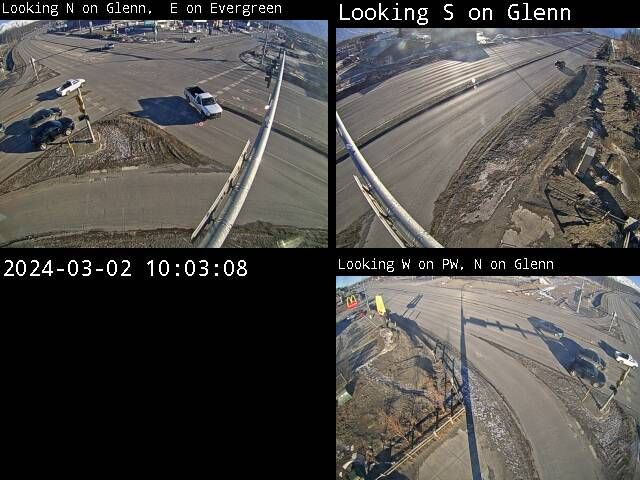 Looking N on Glenn,  E on Evergreen
Looking S on Glenn
2024-03-02 10:03:08
Looking W on PW, N on Glenn